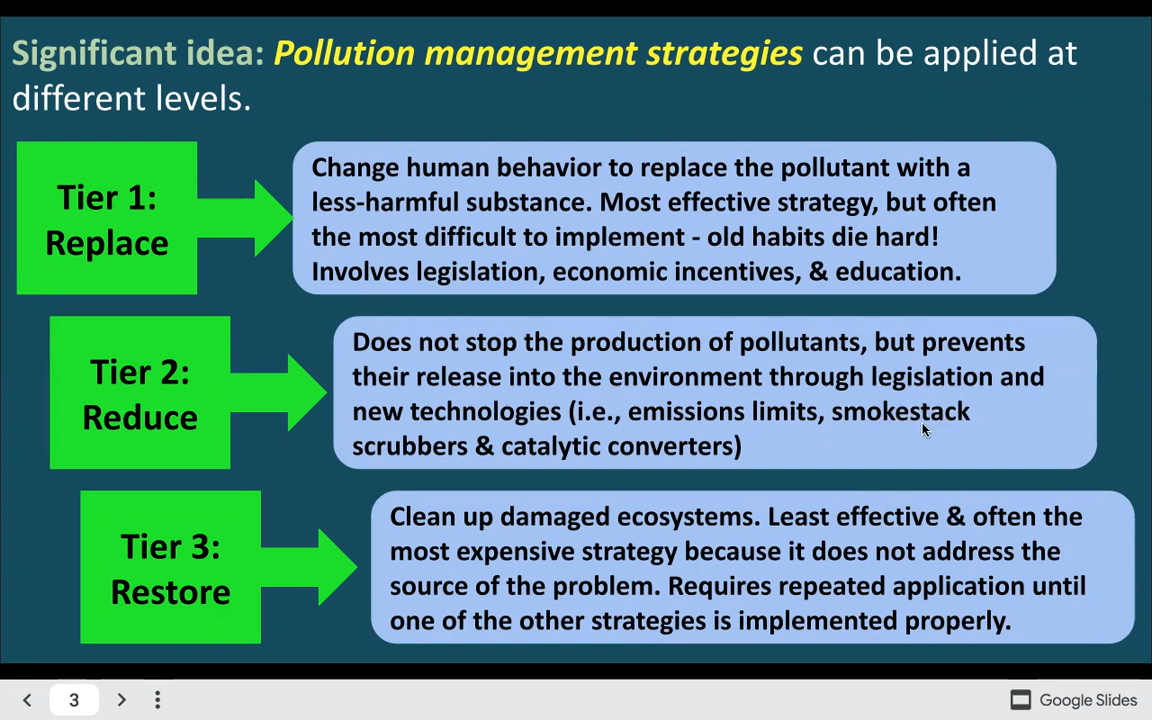 Significant idea: Pollution management strategies can be applied at
different levels.
Tier 1:
Replace
Change human behavior to replace the pollutant with a
less-harmful substance. Most effective strategy, but often
the most difficult to implement - old habits die hard!
Involves legislation, economic incentives, & education.
Tier 2:
Reduce
Does not stop the production of pollutants, but prevents
their release into the environment through legislation and
new technologies (i.e., emissions limits, smokestack
scrubbers & catalytic converters)
Tier 3:
Restore
Clean up damaged ecosystems. Least effective & often the
most expensive strategy because it does not address the
source of the problem. Requires repeated application until
one of the other strategies is implemented properly.
3
Google Slides